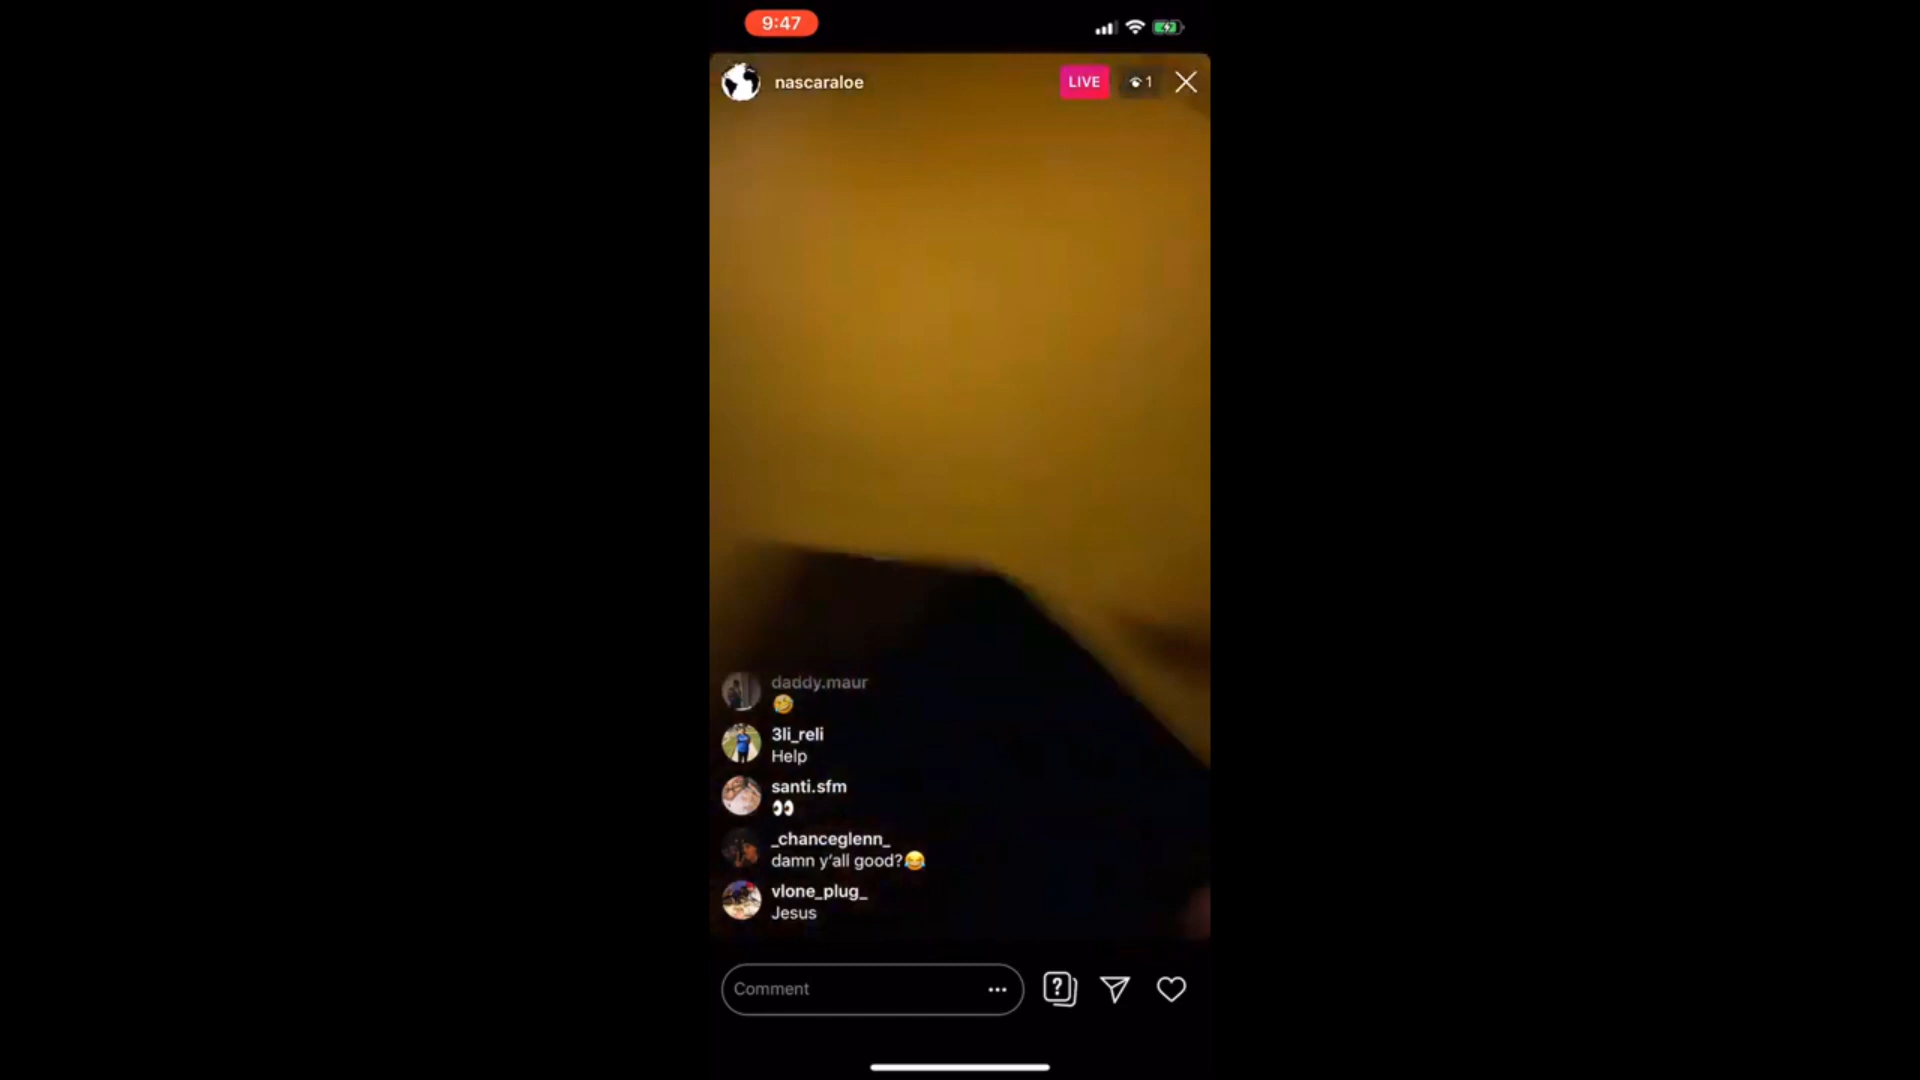 9:47
nascaraloe
LIVE
1
daddy.maur
🤣
3li_reli
Help
santi.sfm
👀
_chanceglenn_
damn y'all good?😂
vlone_plug_
Jesus
Comment